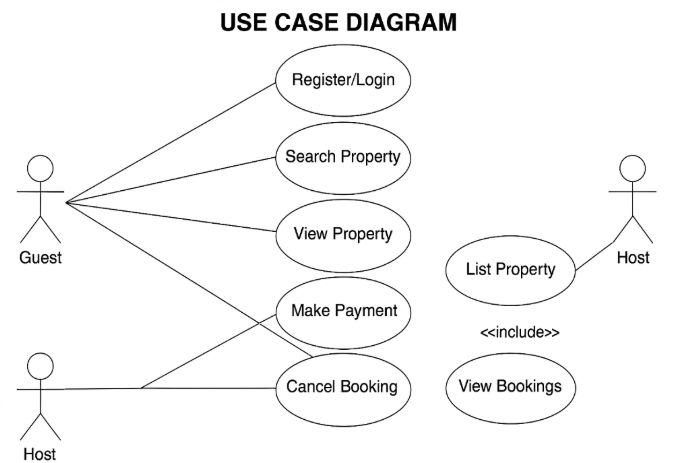 USE CASE DIAGRAM
Register/Login
Search Property
Guest
View Property
Host
List Property
Make Payment
<<include>>
Cancel Booking
View Bookings
Host